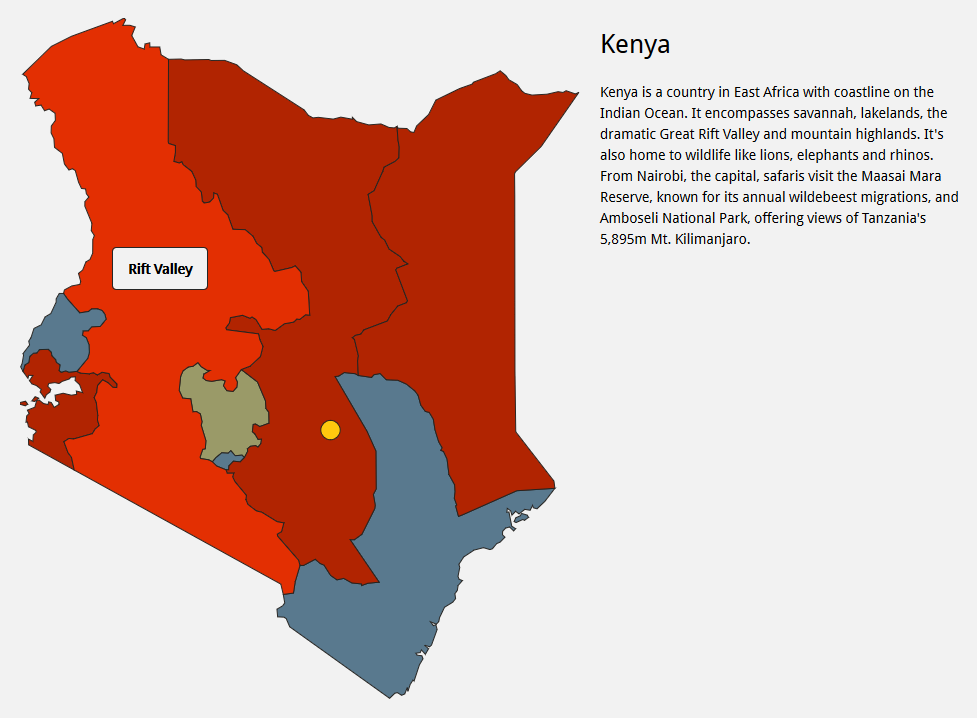 Kenya
Kenya is a country in East Africa with coastline on the
Indian Ocean. It encompasses savannah, lakelands, the
dramatic Great Rift Valley and mountain highlands. It's
also home to wildlife like lions, elephants and rhinos.
From Nairobi, the capital, safaris visit the Maasai Mara
Reserve, known for its annual wildebeest migrations, and
Amboseli National Park, offering views of Tanzania's
5,895m Mt. Kilimanjaro.
Rift Valley